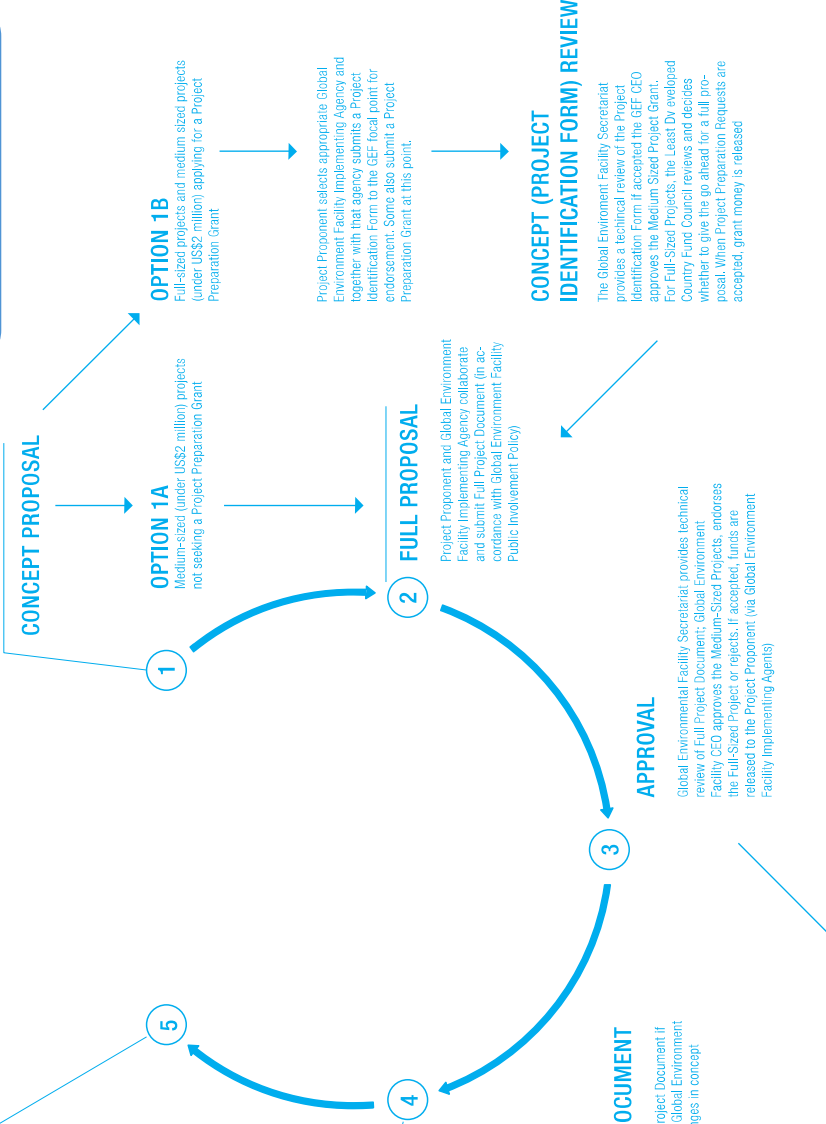 CONCEPT PROPOSAL
OPTION 1A
Medium-sized (under US$2 million) projects
not seeking a Project Preparation Grant
OPTION 1B
Full-sized projects and medium sized projects
(under US$2 million) applying for a Project
Preparation Grant
Project Proponent selects appropriate Global
Environment Facility Implementing Agency and
together with that agency submits a Project
Identification Form to the GEF focal point for
endorsement. Some also submit a Project
Preparation Grant at this point.
CONCEPT (PROJECT
IDENTIFICATION FORM) REVIEW
The Global Enviroment Facility Secretariat
provides a techincal review of the Project
Identification Form if accepted the GEF CEO
approves the Medium Sized Project Grant.
For Full-Sized Projects, the Least Dv eveloped
Country Fund Council reviews and decides
whether to give the go ahead for a full pro-
posal. When Project Preparation Requests are
accepted, grant money is released
FULL PROPOSAL
Project Proponent and Global Environment
Facility Implementing Agency collaborate
and submit Full Project Document (in ac-
cordance with Global Environment Facility
Public Involvement Policy)
APPROVAL
Global Environmental Facility Secretariat provides technical
review of Full Project Document; Global Environment
Facility CEO approves the Medium-Sized Projects, endorses
the Full-Sized Project or rejects. If accepted, funds are
released to the Project Proponent (via Global Environment
Facility Implementing Agents)
1
2
3
4
5
OCUMENT
roject Document if
Global Environment
nges in concept